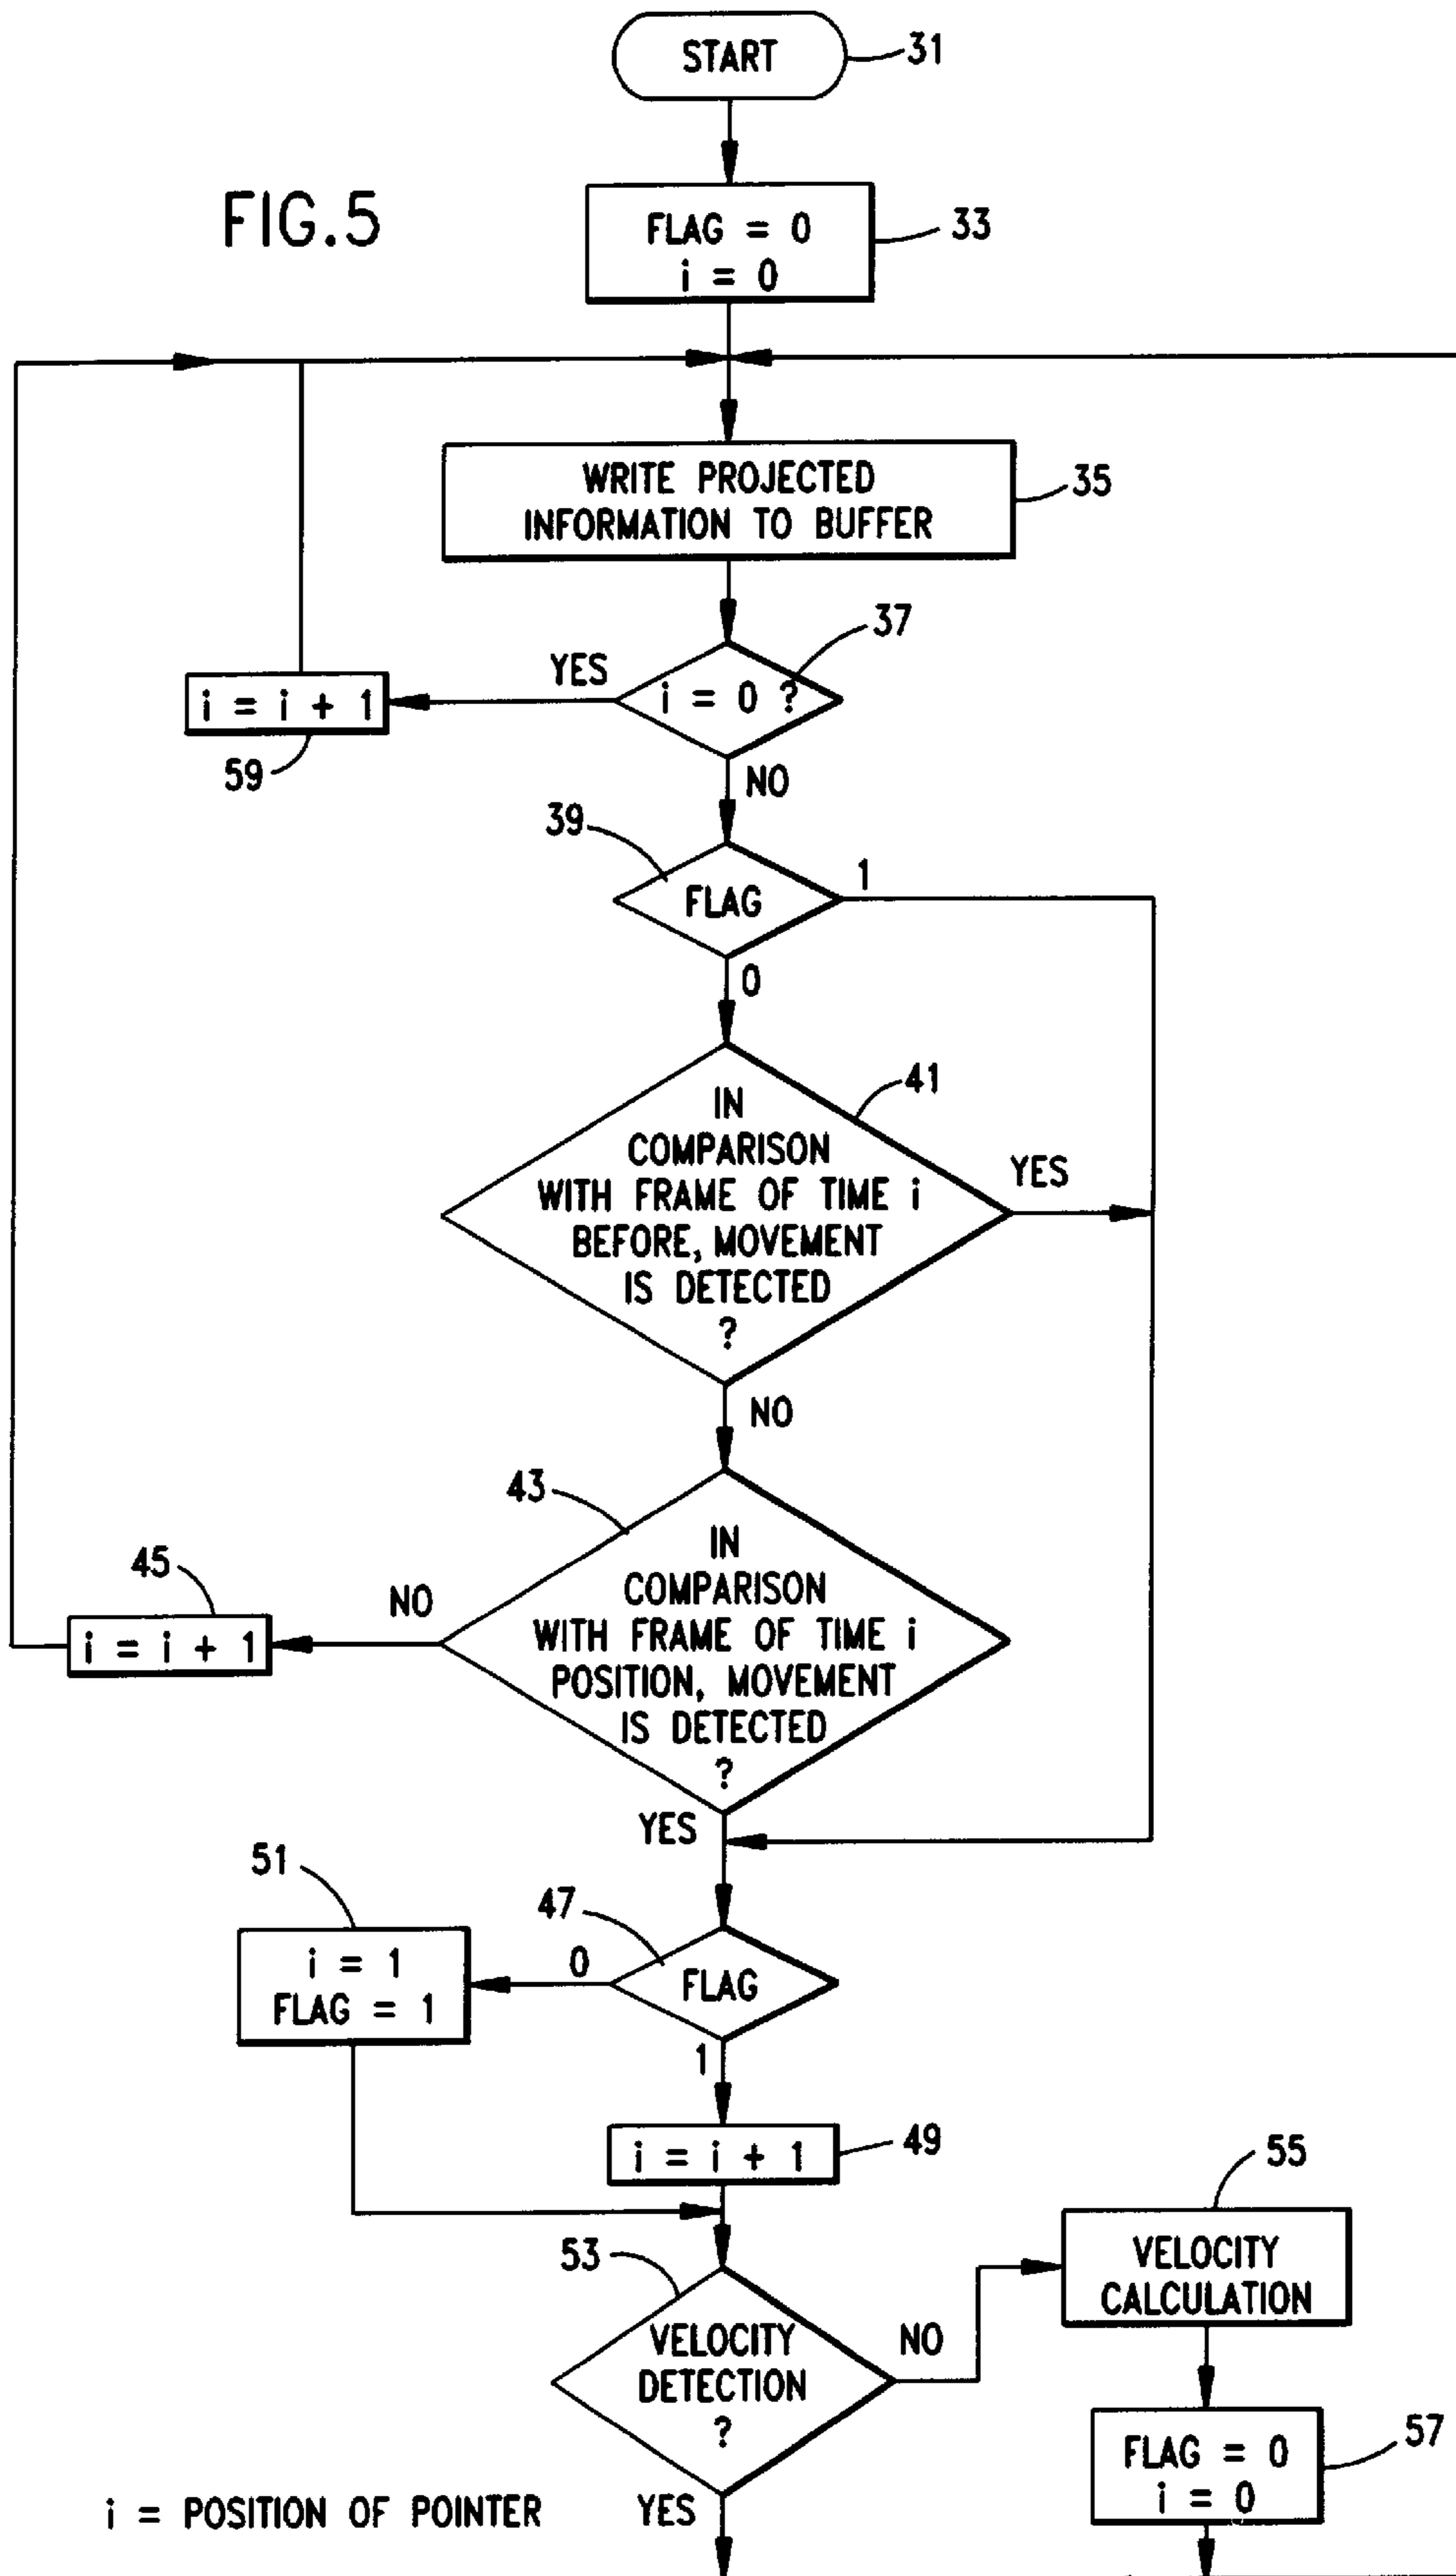 START
31
FIG.5
FLAG = 0
i = 0
33
WRITE PROJECTED
INFORMATION TO BUFFER
35
37
YES
i = 0 ?
i = i + 1
59
NO
39
FLAG
1
0
41
IN
COMPARISON
WITH FRAME OF TIME i
BEFORE, MOVEMENT
IS DETECTED
?
YES
NO
43
IN
COMPARISON
WITH FRAME OF TIME i
POSITION, MOVEMENT
IS DETECTED
?
45
NO
i = i + 1
YES
51
i = 1
FLAG = 1
47
0
FLAG
1
i = i + 1
49
53
VELOCITY
DETECTION
?
NO
55
VELOCITY
CALCULATION
57
FLAG = 0
i = 0
i = POSITION OF POINTER
YES